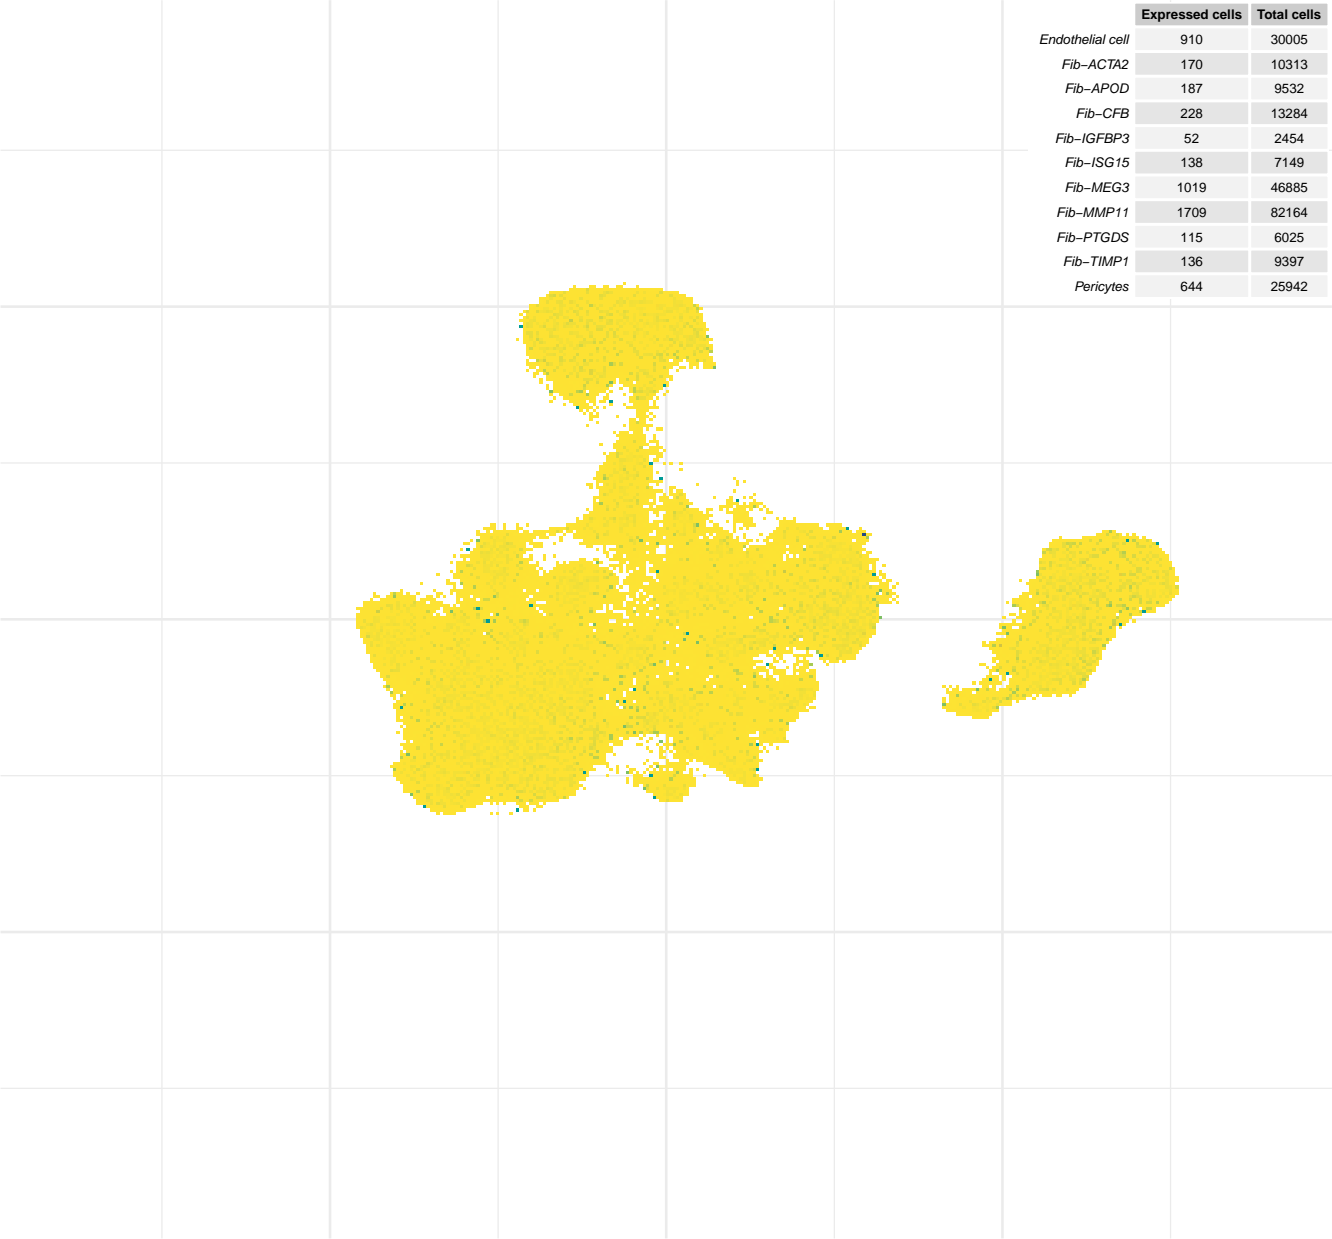 Expressed cells Total cells
Endothelial cell 910 30005
Fib−ACTA2 170 10313
Fib−APOD 187 9532
Fib−CFB 228 13284
Fib−IGFBP3 52 2454
Fib−ISG15 138 7149
Fib−MEG3 1019 46885
Fib−MMP11 1709 82164
Fib−PTGDS 115 6025
Fib−TIMP1 136 9397
Pericytes 644 25942